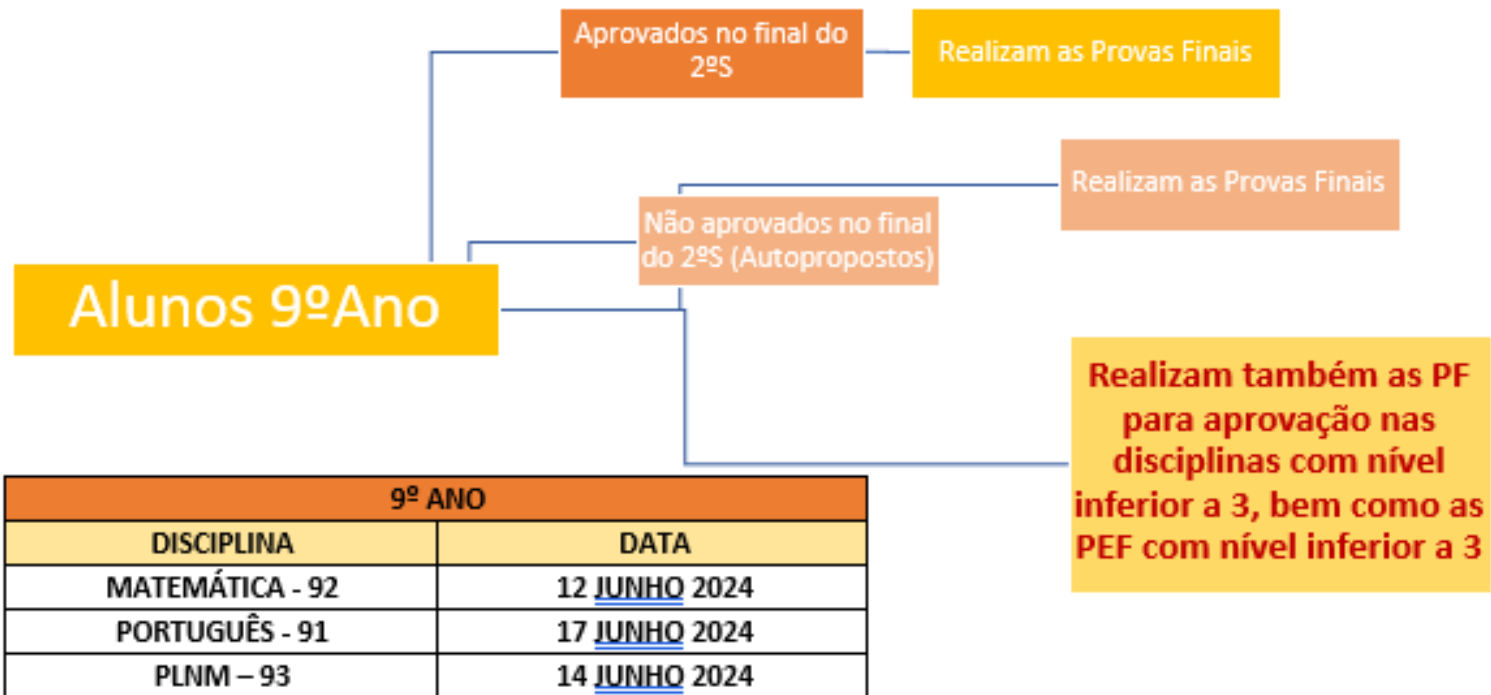 Aprovados no final do
2ºS
Realizam as Provas Finais
Realizam as Provas Finais
Não aprovados no final
do 2ºS (Autopropostos)
Alunos 9ºAno
Realizam também as PF
para aprovação nas
disciplinas com nível
inferior a 3, bem como as
PEF com nível inferior a 3
9º ANO
DISCIPLINA DATA
MATEMÁTICA - 92 12 JUNHO 2024
PORTUGUÊS - 91 17 JUNHO 2024
PLNM – 93 14 JUNHO 2024